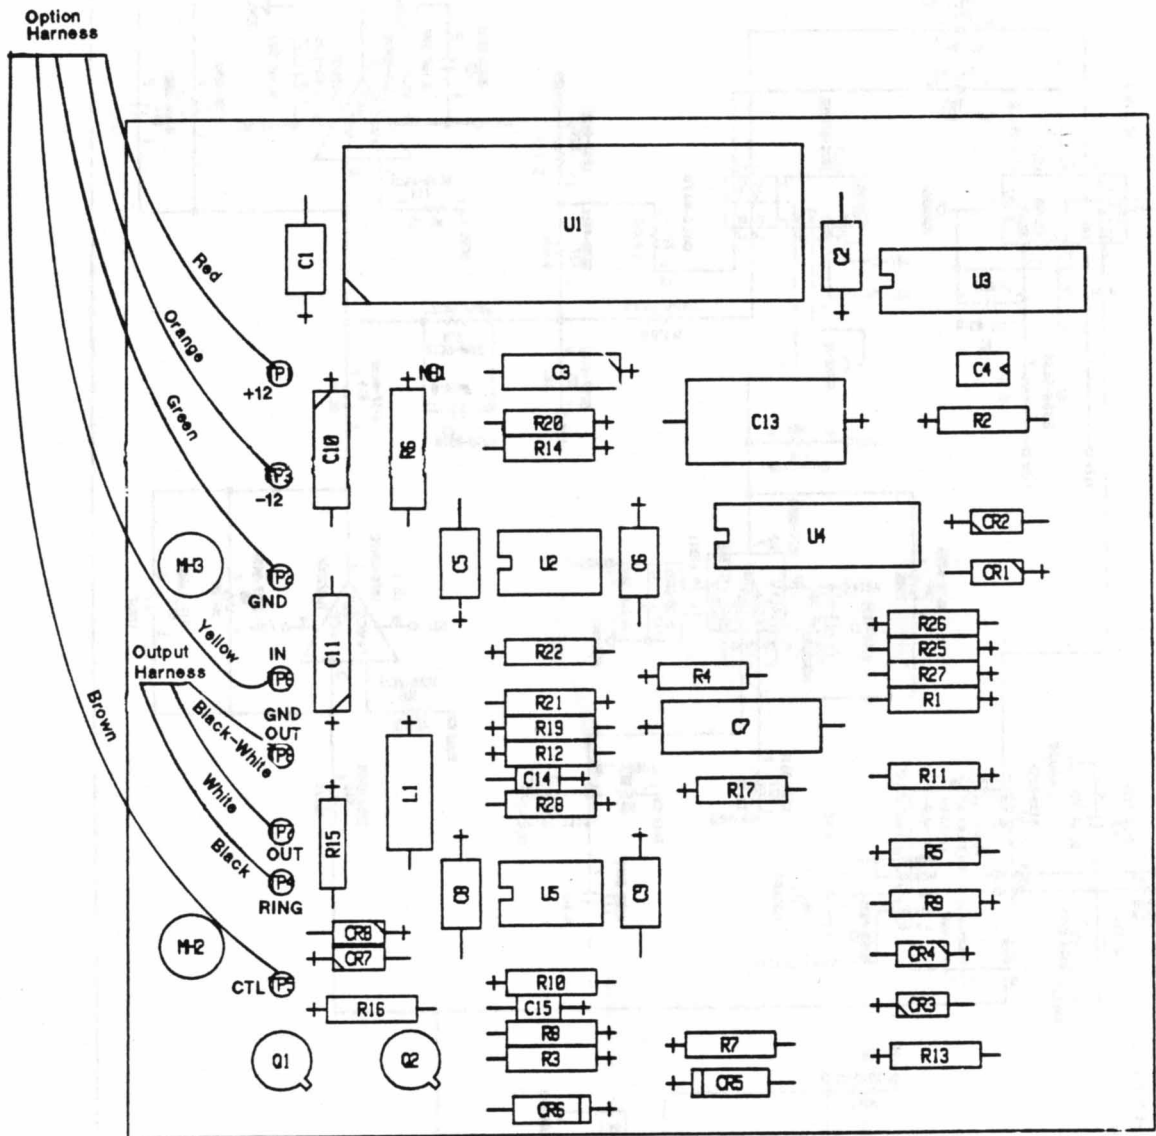 Option
Harness
U1
C1
C2
U3
Red
Orange
Green
+12
C3
C4
R20
R14
C13
R2
C10
R6
-12
MH3
C5
U2
C6
U4
CR2
CR1
GND
Yellow
IN
C11
R22
R4
R26
R25
R27
R1
Output
Harness
Brown
GND
OUT
Black-White
R21
R19
R12
C14
R28
C7
L1
R17
R11
White
OUT
Black
RING
R15
C8
U5
C9
R5
R9
MH2
CR8
CR7
CR4
CTL
R16
R10
C15
R8
R3
CR3
Q1
Q2
R7
CR5
R13
CR6